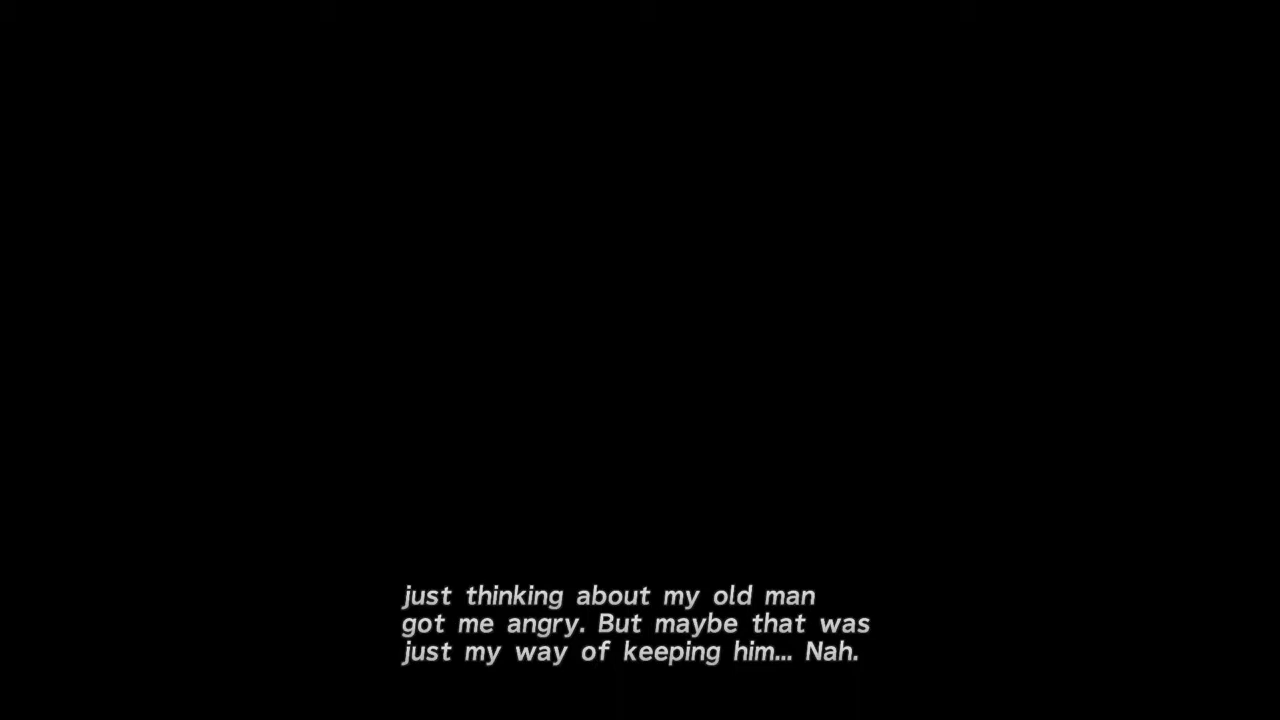 just thinking about my old man
got me angry. But maybe that was
just my way of keeping him... Nah.